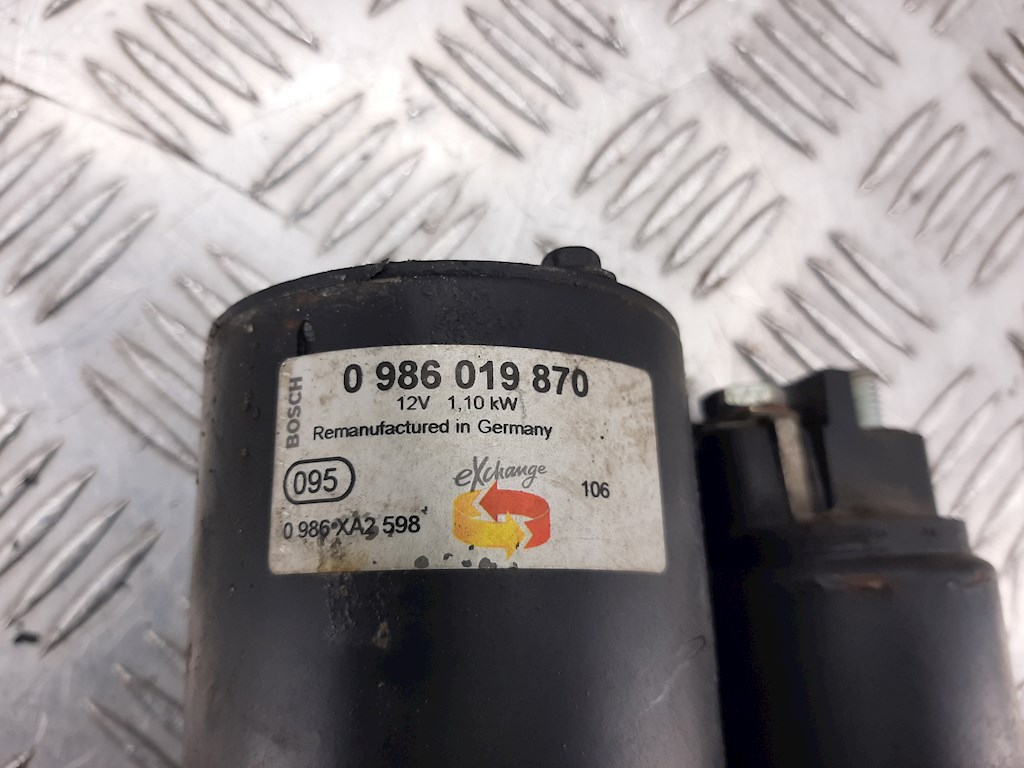 BOSCH
0 986 019 870
12V 1,10 kW
Remanufactured in Germany
eXchange
095
106
0 986 XA2 598